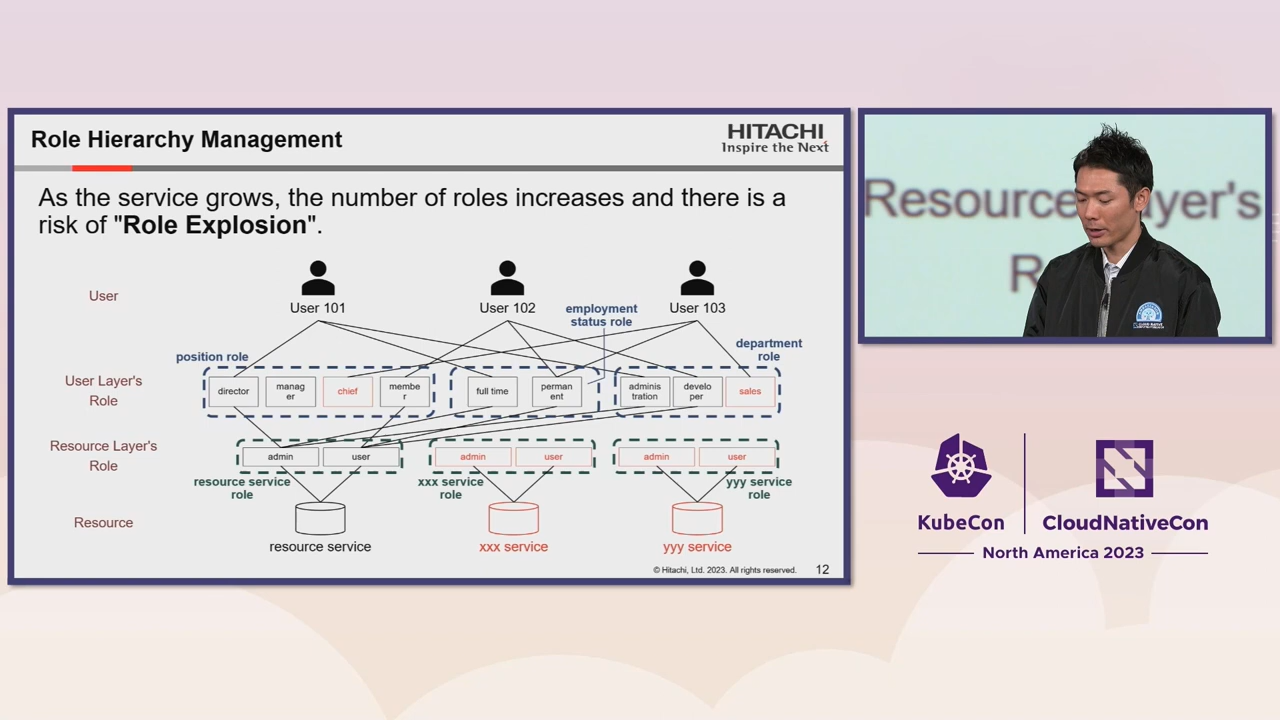 Role Hierarchy Management
HITACHI
Inspire the Next
As the service grows, the number of roles increases and there is a
risk of "Role Explosion".
User
User 101
User 102
User 103
employment
status role
position role
department
role
User Layer's
Role
director
manag
er
chief
membe
r
full time
perman
ent
adminis
tration
develo
per
sales
Resource Layer's
Role
admin
user
admin
user
admin
user
resource service
role
xxx service
role
yyy service
role
Resource
resource service
xxx service
yyy service
© Hitachi, Ltd. 2023. All rights reserved.
12
Resource
ayer's
R
KubeCon
CloudNativeCon
North America 2023